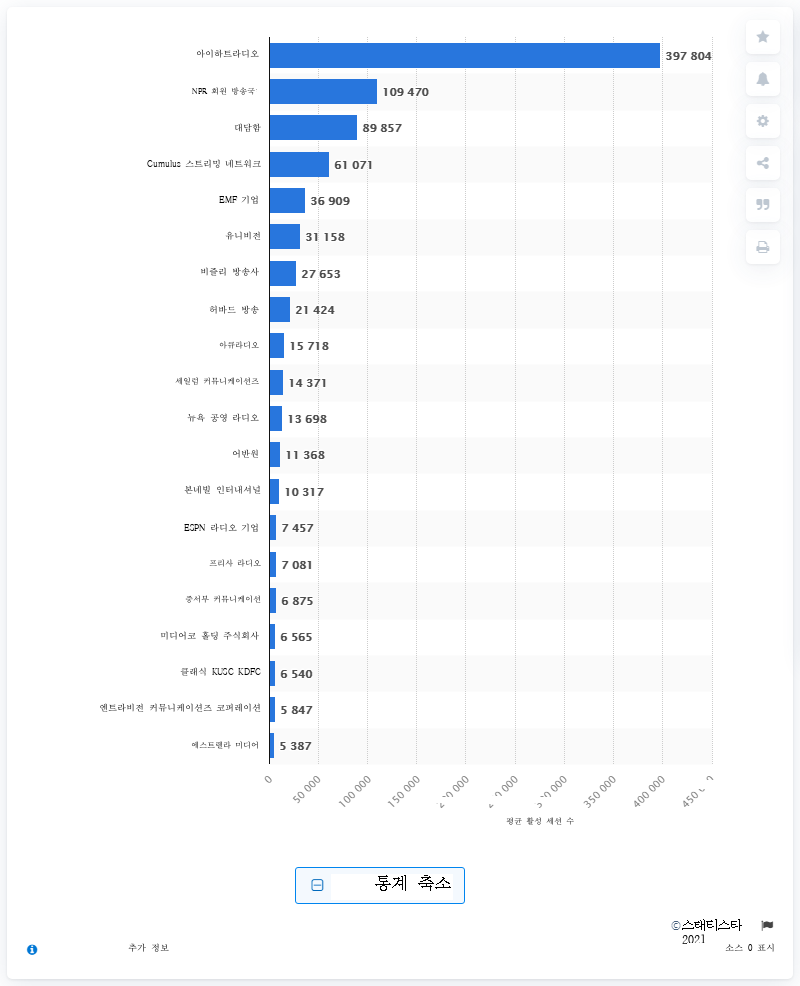 아이하트라디오 397 804
NPR 회원 방송국 109 470
대담함 89 857
Cumulus 스트리밍 네트워크 61 071
EMF 기업 36 909
유니비전 31 158
비즐리 방송사 27 653
허바드 방송 21 424
아큐라디오 15 718
세일럼 커뮤니케이션즈 14 371
뉴욕 공영 라디오 13 698
어반원 11 368
본네빌 인터내셔널 10 317
ESPN 라디오 기업 7 457
프리사 라디오 7 081
중서부 커뮤니케이션 6 875
미디어코 홀딩 주식회사 6 565
클래식 KUSC KDFC 6 540
엔트라비전 커뮤니케이션즈 코퍼레이션 5 847
에스트렐라 미디어 5 387
0 50 000 100 000 150 000 200 000 300 000 350 000 400 000
평균 활성 세션 수
통계 축소
©스태티스타
2021
추가 정보 소스 0 표시